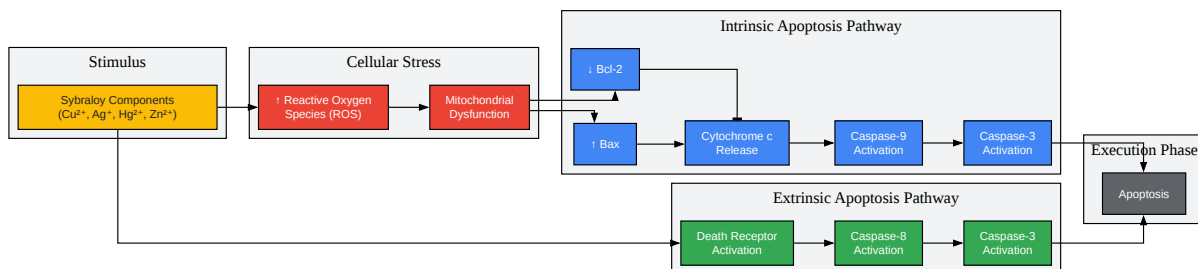 Stimulus
Sybraloy Components
(Cu²⁺, Ag⁺, Hg²⁺, Zn²⁺)
Cellular Stress
↑ Reactive Oxygen
Species (ROS)
Mitochondrial
Dysfunction
Intrinsic Apoptosis Pathway
↓ Bcl-2
↑ Bax
Cytochrome c
Release
Caspase-9
Activation
Caspase-3
Activation
Extrinsic Apoptosis Pathway
Death Receptor
Activation
Caspase-8
Activation
Caspase-3
Activation
Execution Phase
Apoptosis